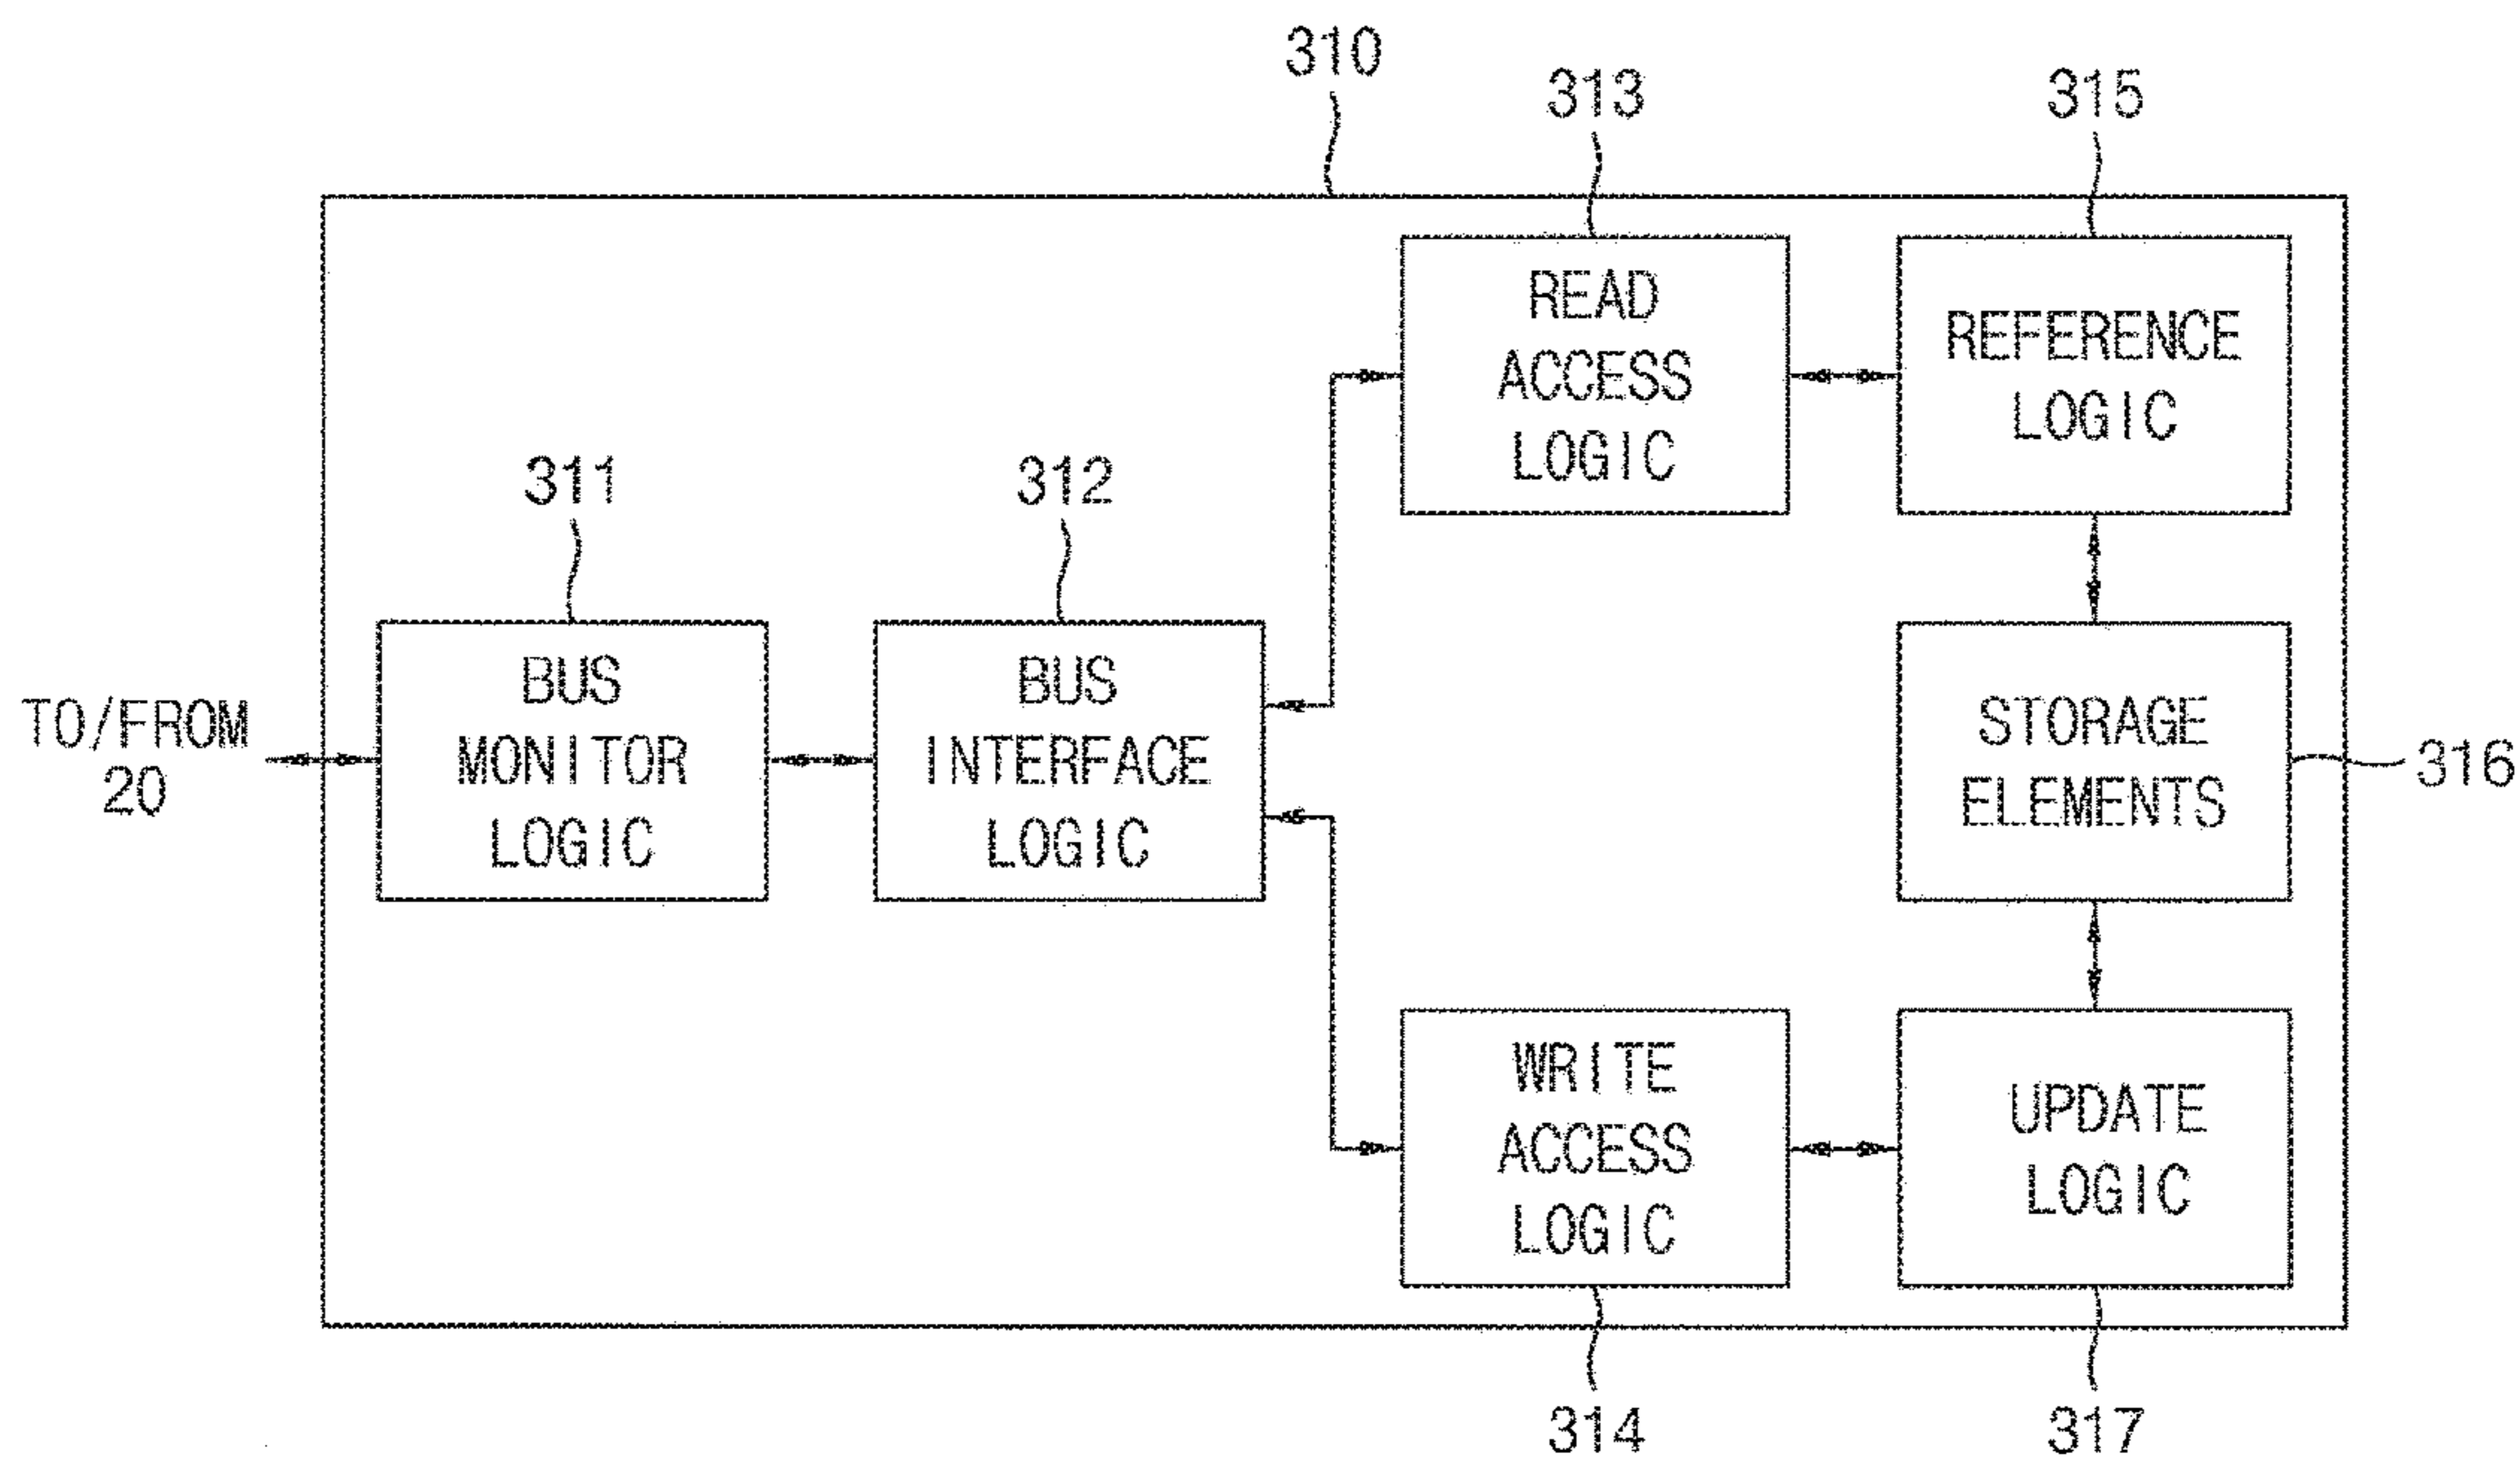 310
313
315
READ
ACCESS
LOGIC
REFERENCE
LOGIC
311
312
BUS
MONITOR
LOGIC
BUS
INTERFACE
LOGIC
STORAGE
ELEMENTS
316
TO/FROM
20
WRITE
ACCESS
LOGIC
UPDATE
LOGIC
314
317